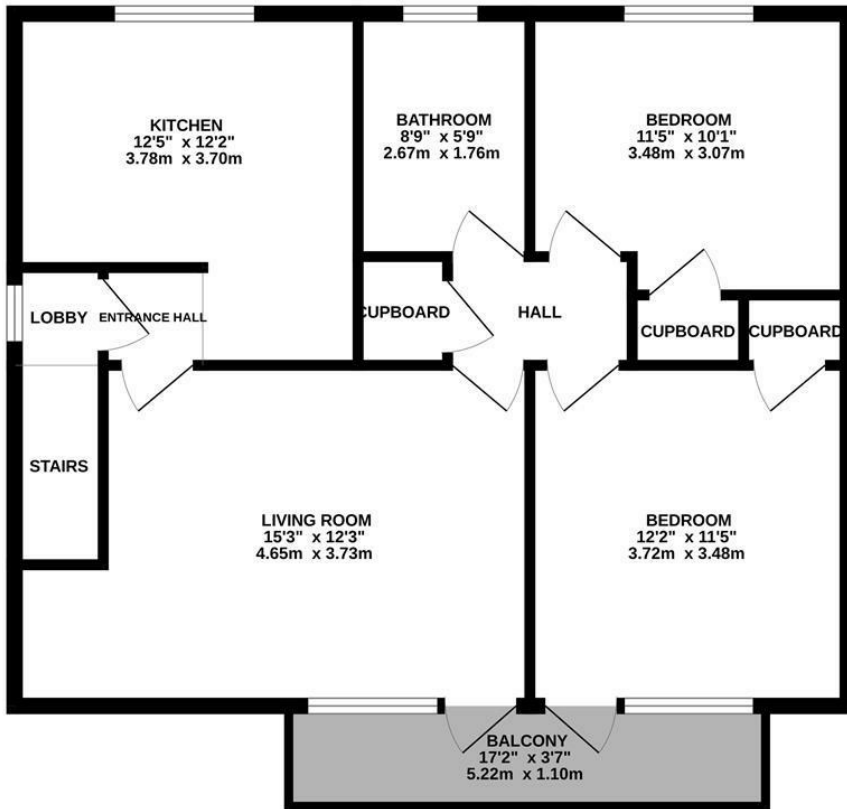 KITCHEN
12'5" x 12'2"
3.78m x 3.70m
BATHROOM
8'9" x 5'9"
2.67m x 1.76m
BEDROOM
11'5" x 10'1"
3.48m x 3.07m
LOBBY
ENTRANCE HALL
CUPBOARD
HALL
CUPBOARD
CUPBOARD
STAIRS
LIVING ROOM
15'3" x 12'3"
4.65m x 3.73m
BEDROOM
12'2" x 11'5"
3.72m x 3.48m
BALCONY
17'2" x 3'7"
5.22m x 1.10m